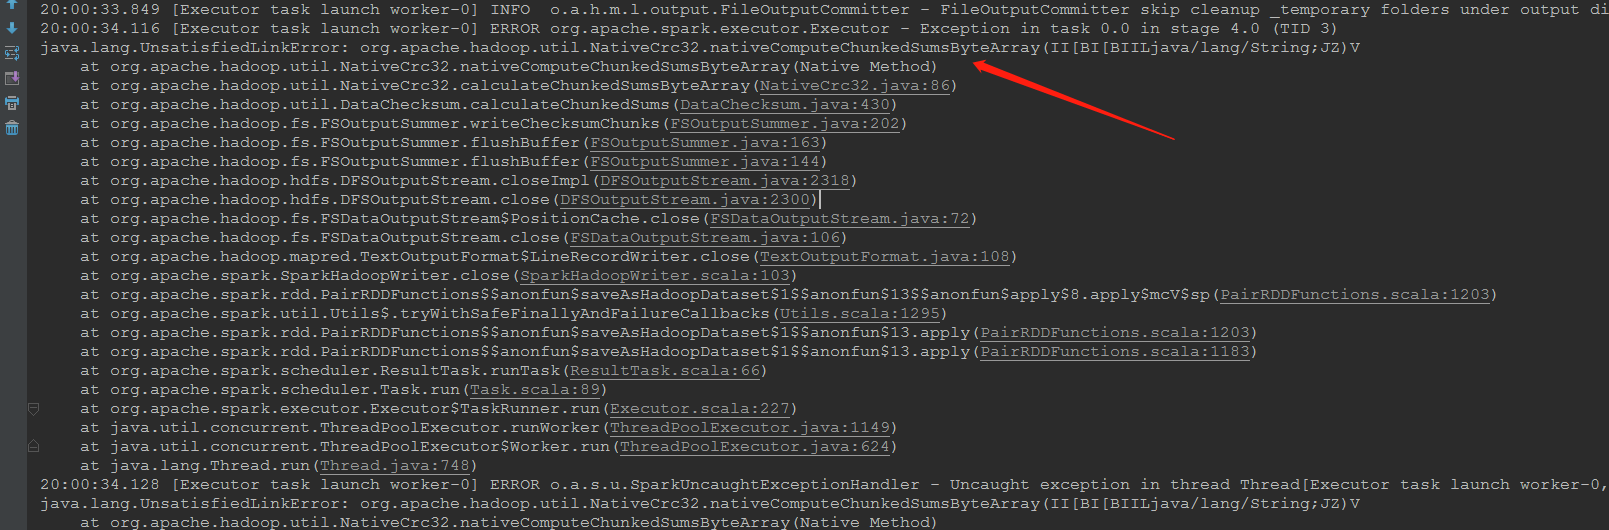 20:00:33.849 [Executor task launch worker-0] INFO  o.a.h.m.l.output.FileOutputCommitter - FileOutputCommitter skip cleanup _temporary folders under output di
20:00:34.116 [Executor task launch worker-0] ERROR org.apache.spark.executor.Executor - Exception in task 0.0 in stage 4.0 (TID 3)
java.lang.UnsatisfiedLinkError: org.apache.hadoop.util.NativeCrc32.nativeComputeChunkedSumsByteArray(II[BI[BIILjava/lang/String;JZ)V
    at org.apache.hadoop.util.NativeCrc32.nativeComputeChunkedSumsByteArray(Native Method)
    at org.apache.hadoop.util.NativeCrc32.calculateChunkedSumsByteArray(NativeCrc32.java:86)
    at org.apache.hadoop.util.DataChecksum.calculateChunkedSums(DataChecksum.java:430)
    at org.apache.hadoop.fs.FSOutputSummer.writeChecksumChunks(FSOutputSummer.java:202)
    at org.apache.hadoop.fs.FSOutputSummer.flushBuffer(FSOutputSummer.java:163)
    at org.apache.hadoop.fs.FSOutputSummer.flushBuffer(FSOutputSummer.java:144)
    at org.apache.hadoop.hdfs.DFSOutputStream.closeImpl(DFSOutputStream.java:2318)
    at org.apache.hadoop.hdfs.DFSOutputStream.close(DFSOutputStream.java:2300)
    at org.apache.hadoop.fs.FSDataOutputStream$PositionCache.close(FSDataOutputStream.java:72)
    at org.apache.hadoop.fs.FSDataOutputStream.close(FSDataOutputStream.java:106)
    at org.apache.hadoop.mapred.TextOutputFormat$LineRecordWriter.close(TextOutputFormat.java:108)
    at org.apache.spark.SparkHadoopWriter.close(SparkHadoopWriter.scala:103)
    at org.apache.spark.rdd.PairRDDFunctions$$anonfun$saveAsHadoopDataset$1$$anonfun$13$$anonfun$apply$8.apply$mcV$sp(PairRDDFunctions.scala:1203)
    at org.apache.spark.util.Utils$.tryWithSafeFinallyAndFailureCallbacks(Utils.scala:1295)
    at org.apache.spark.rdd.PairRDDFunctions$$anonfun$saveAsHadoopDataset$1$$anonfun$13.apply(PairRDDFunctions.scala:1203)
    at org.apache.spark.rdd.PairRDDFunctions$$anonfun$saveAsHadoopDataset$1$$anonfun$13.apply(PairRDDFunctions.scala:1183)
    at org.apache.spark.scheduler.ResultTask.runTask(ResultTask.scala:66)
    at org.apache.spark.scheduler.Task.run(Task.scala:89)
    at org.apache.spark.executor.Executor$TaskRunner.run(Executor.scala:227)
    at java.util.concurrent.ThreadPoolExecutor.runWorker(ThreadPoolExecutor.java:1149)
    at java.util.concurrent.ThreadPoolExecutor$Worker.run(ThreadPoolExecutor.java:624)
    at java.lang.Thread.run(Thread.java:748)
20:00:34.128 [Executor task launch worker-0] ERROR o.a.s.u.SparkUncaughtExceptionHandler - Uncaught exception in thread Thread[Executor task launch worker-0,
java.lang.UnsatisfiedLinkError: org.apache.hadoop.util.NativeCrc32.nativeComputeChunkedSumsByteArray(II[BI[BIILjava/lang/String;JZ)V
    at org.apache.hadoop.util.NativeCrc32.nativeComputeChunkedSumsByteArray(Native Method)